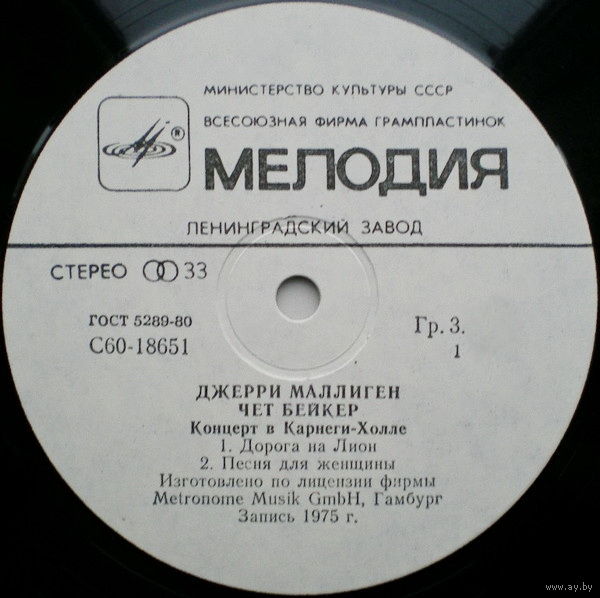 МИНИСТЕРСТВО КУЛЬТУРЫ СССР
ВСЕСОЮЗНАЯ ФИРМА ГРАМПЛАСТИНОК
®
МЕЛОДИЯ
ЛЕНИНГРАДСКИЙ ЗАВОД
СТЕРЕО 33
ГОСТ 5289-80
Гр. 3.
С60-18651
1
ДЖЕРРИ МАЛЛИГЕН
ЧЕТ БЕЙКЕР
Концерт в Карнеги-Холле
1. Дорога на Лион
2. Песня для женщины
Изготовлено по лицензии фирмы
Metronome Musik GmbH, Гамбург
Запись 1975 г.
www.ay.by